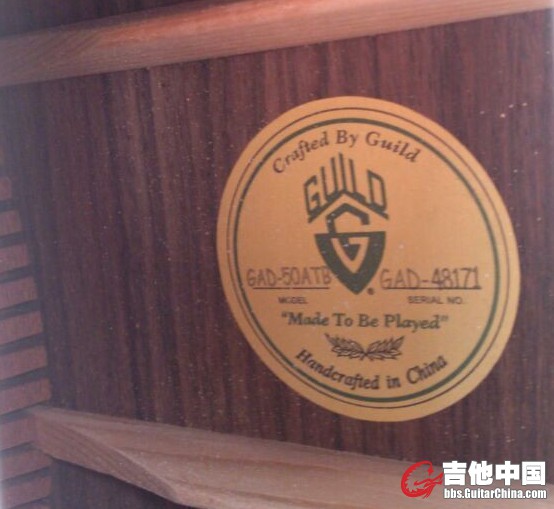 Crafted By Guild
GUILD
G
GAD-50ATB GAD-48171
MODEL SERIAL NO.
"Made To Be Played"
Handcrafted in China
吉他中国
bbs.GuitarChina.com